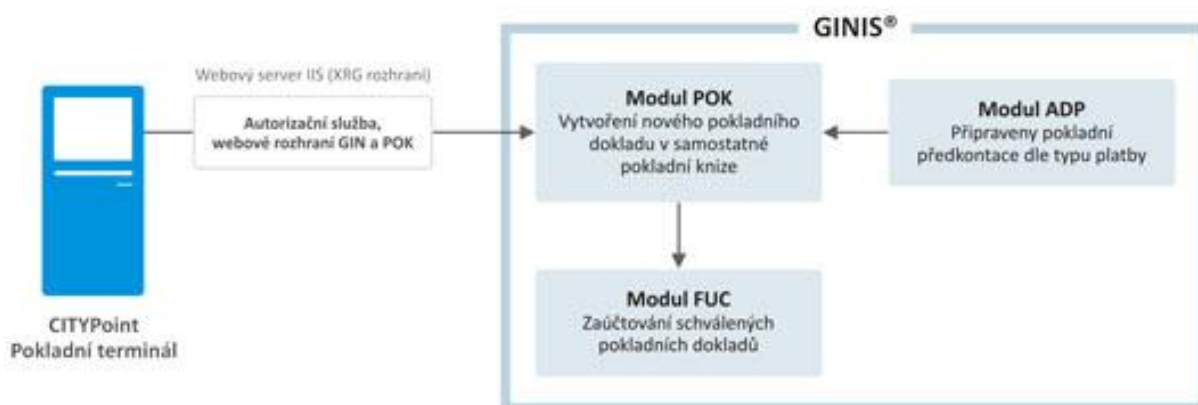 GINIS®
Webový server IIS (XRG rozhraní)
Autorizační služba,
webové rozhraní GIN a POK
Modul POK
Vytvoření nového pokladního
dokladu v samostatné
pokladní knize
Modul ADP
Připraveny pokladní
předkontace dle typu platby
Modul FUC
Zaúčtování schválených
pokladních dokladů
CITYPoint
Pokladní terminál